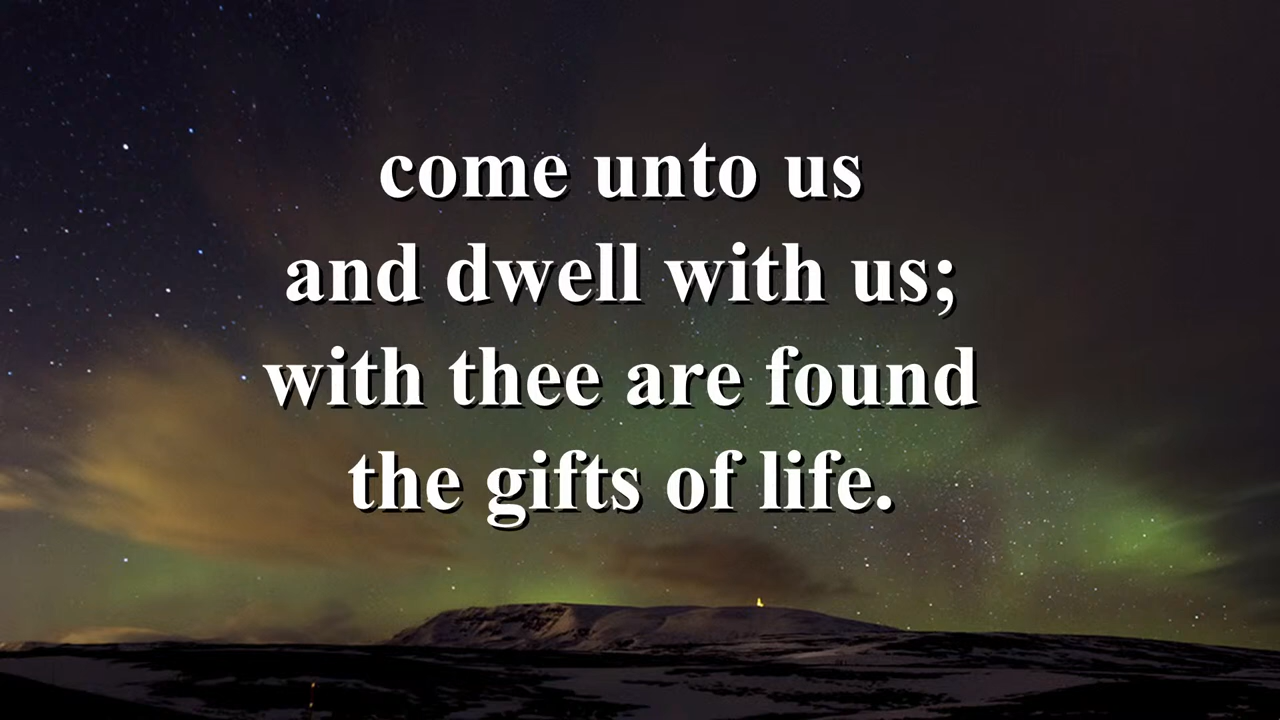 come unto us
and dwell with us;
with thee are found
the gifts of life.